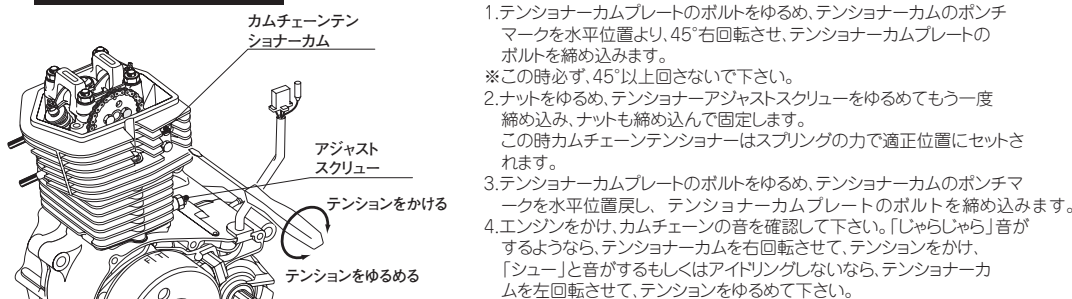 カムチェーンテン
ショナーカム
アジャスト
スクリュー
テンションをかける
テンションをゆるめる
1.テンショナーカムプレートのボルトをゆるめ、テンショナーカムのポンチ
マークを水平位置より、45°右回転させ、テンショナーカムプレートの
ボルトを締め込みます。
※この時必ず、45°以上回さないで下さい。
2.ナットをゆるめ、テンショナーアジャストスクリューをゆるめてもう一度
締め込み、ナットも締め込んで固定します。
この時カムチェーンテンショナーはスプリングの力で適正位置にセットさ
れます。
3.テンショナーカムプレートのボルトをゆるめ、テンショナーカムのポンチマ
ークを水平位置戻し、テンショナーカムプレートのボルトを締め込みます。
4.エンジンをかけ、カムチェーンの音を確認して下さい。「じゃらじゃら」音が
するようなら、テンショナーカムを右回転させて、テンションをかけ、
「シュー」と音がするもしくはアイドリングしないなら、テンショナーカ
ムを左回転させて、テンションをゆるめて下さい。